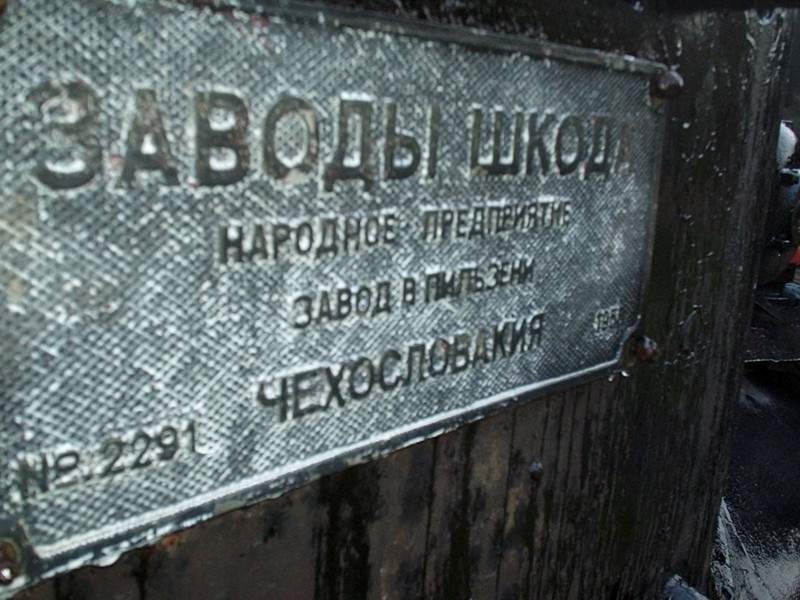 ЗАВОДЫ ШКОДА
НАРОДНОЕ ПРЕДПРИЯТИЕ
ЗАВОД В ПИЛЬЗЕНИ
ЧЕХОСЛОВАКИЯ
№. 2291